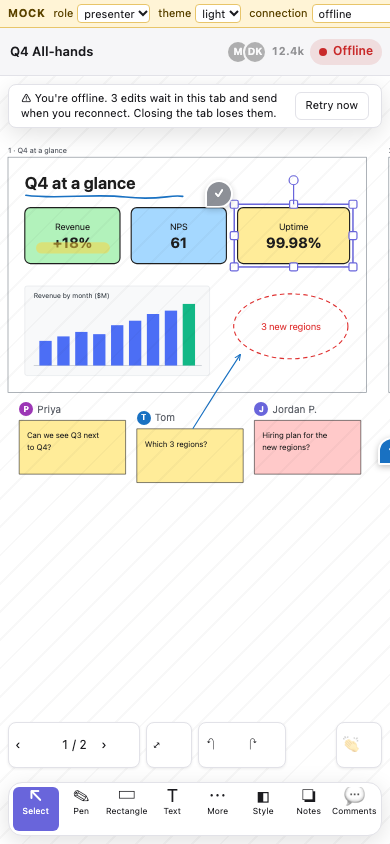 MOCK role presenter theme light connection offline
Q4 All-hands M DK 12.4k Offline
⚠ You're offline. 3 edits wait in this tab and send
when you reconnect. Closing the tab loses them.
Retry now
1 · Q4 at a glance
Q4 at a glance
Revenue
+18%
NPS
61
Uptime
99.98%
Revenue by month ($M)
3 new regions
P Priya
Can we see Q3 next
to Q4?
T Tom
Which 3 regions?
J Jordan P.
Hiring plan for the
new regions?
‹ 1 / 2 ›
Select Pen Rectangle Text More Style Notes Comments